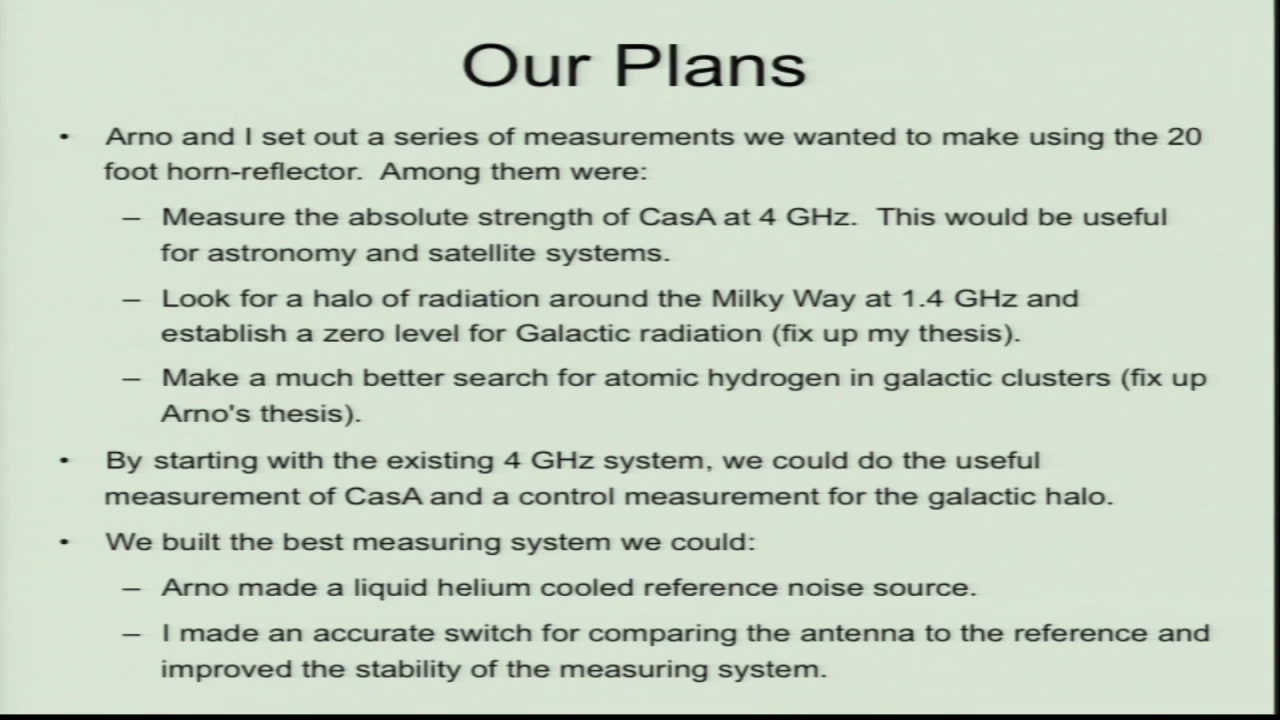 Our Plans
• Arno and I set out a series of measurements we wanted to make using the 20
foot horn-reflector.  Among them were:
– Measure the absolute strength of CasA at 4 GHz.  This would be useful
for astronomy and satellite systems.
– Look for a halo of radiation around the Milky Way at 1.4 GHz and
establish a zero level for Galactic radiation (fix up my thesis).
– Make a much better search for atomic hydrogen in galactic clusters (fix up
Arno's thesis).
• By starting with the existing 4 GHz system, we could do the useful
measurement of CasA and a control measurement for the galactic halo.
• We built the best measuring system we could:
– Arno made a liquid helium cooled reference noise source.
– I made an accurate switch for comparing the antenna to the reference and
improved the stability of the measuring system.